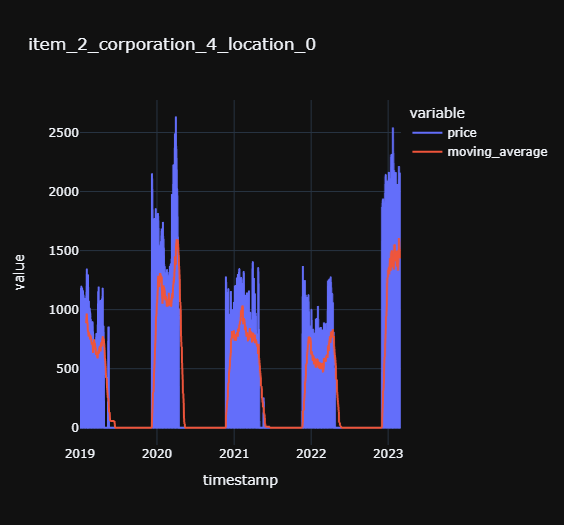 item_2_corporation_4_location_0
variable
price
moving_average
2500
2000
1500
1000
500
0
value
2019
2020
2021
2022
2023
timestamp